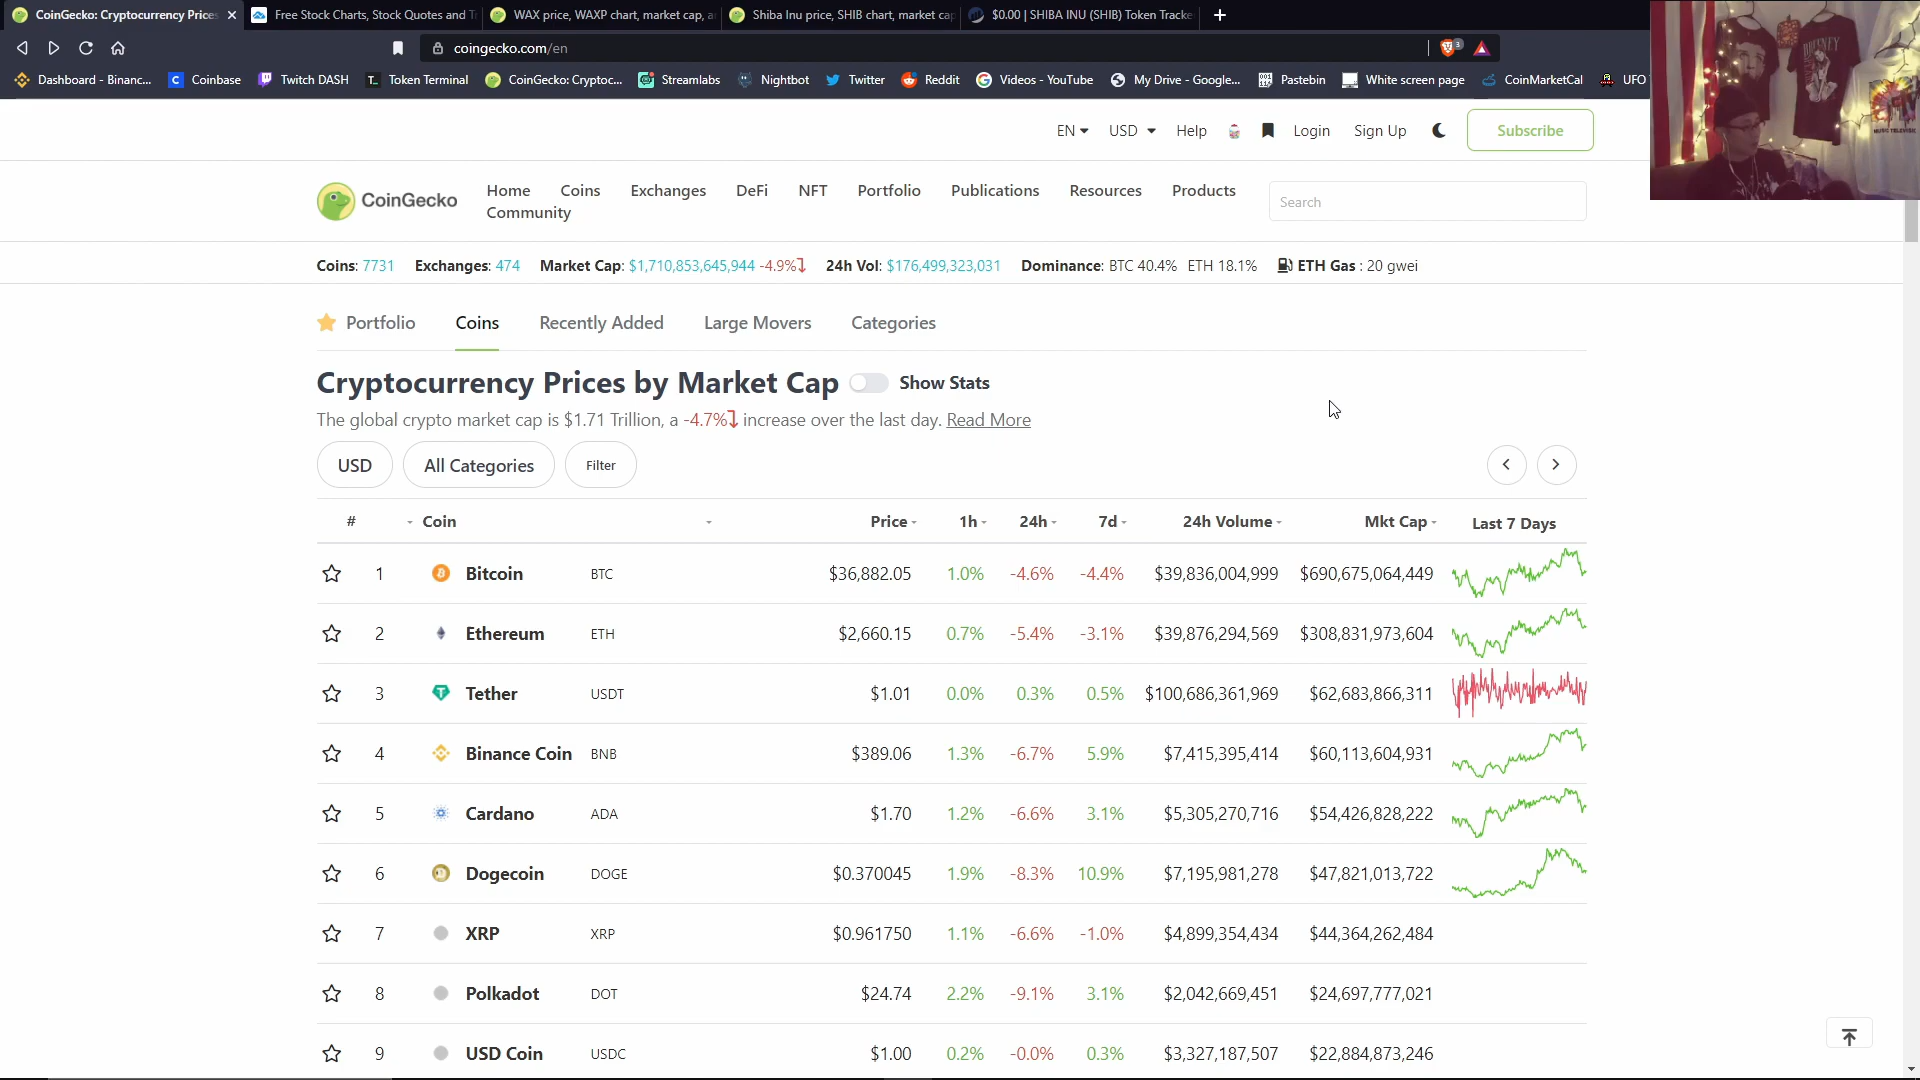 CoinGecko: Cryptocurrency Prices
Free Stock Charts, Stock Quotes and T
WAX price, WAXP chart, market cap, a
Shiba Inu price, SHIB chart, market cap
$0.00 | SHIBA INU (SHIB) Token Tracke
coingecko.com/en
3
Dashboard - Binanc...
Coinbase
Twitch DASH
Token Terminal
CoinGecko: Cryptoc...
Streamlabs
Nightbot
Twitter
Reddit
Videos - YouTube
My Drive - Google...
Pastebin
White screen page
CoinMarketCal
UFO
EN USD Help Login Sign Up Subscribe
CoinGecko
Home Coins Exchanges DeFi NFT Portfolio Publications Resources Products
Community
Search
Coins: 7731 Exchanges: 474 Market Cap: $1,710,853,645,944 -4.9% 24h Vol: $176,499,323,031 Dominance: BTC 40.4% ETH 18.1% ETH Gas : 20 gwei
Portfolio Coins Recently Added Large Movers Categories
Cryptocurrency Prices by Market Cap Show Stats
The global crypto market cap is $1.71 Trillion, a -4.7% increase over the last day. Read More
USD All Categories Filter
# Coin Price 1h 24h 7d 24h Volume Mkt Cap Last 7 Days
1 Bitcoin BTC $36,882.05 1.0% -4.6% -4.4% $39,836,004,999 $690,675,064,449
2 Ethereum ETH $2,660.15 0.7% -5.4% -3.1% $39,876,294,569 $308,831,973,604
3 Tether USDT $1.01 0.0% 0.3% 0.5% $100,686,361,969 $62,683,866,311
4 Binance Coin BNB $389.06 1.3% -6.7% 5.9% $7,415,395,414 $60,113,604,931
5 Cardano ADA $1.70 1.2% -6.6% 3.1% $5,305,270,716 $54,426,828,222
6 Dogecoin DOGE $0.370045 1.9% -8.3% 10.9% $7,195,981,278 $47,821,013,722
7 XRP XRP $0.961750 1.1% -6.6% -1.0% $4,899,354,434 $44,364,262,484
8 Polkadot DOT $24.74 2.2% -9.1% 3.1% $2,042,669,451 $24,697,777,021
9 USD Coin USDC $1.00 0.2% -0.0% 0.3% $3,327,187,507 $22,884,873,246